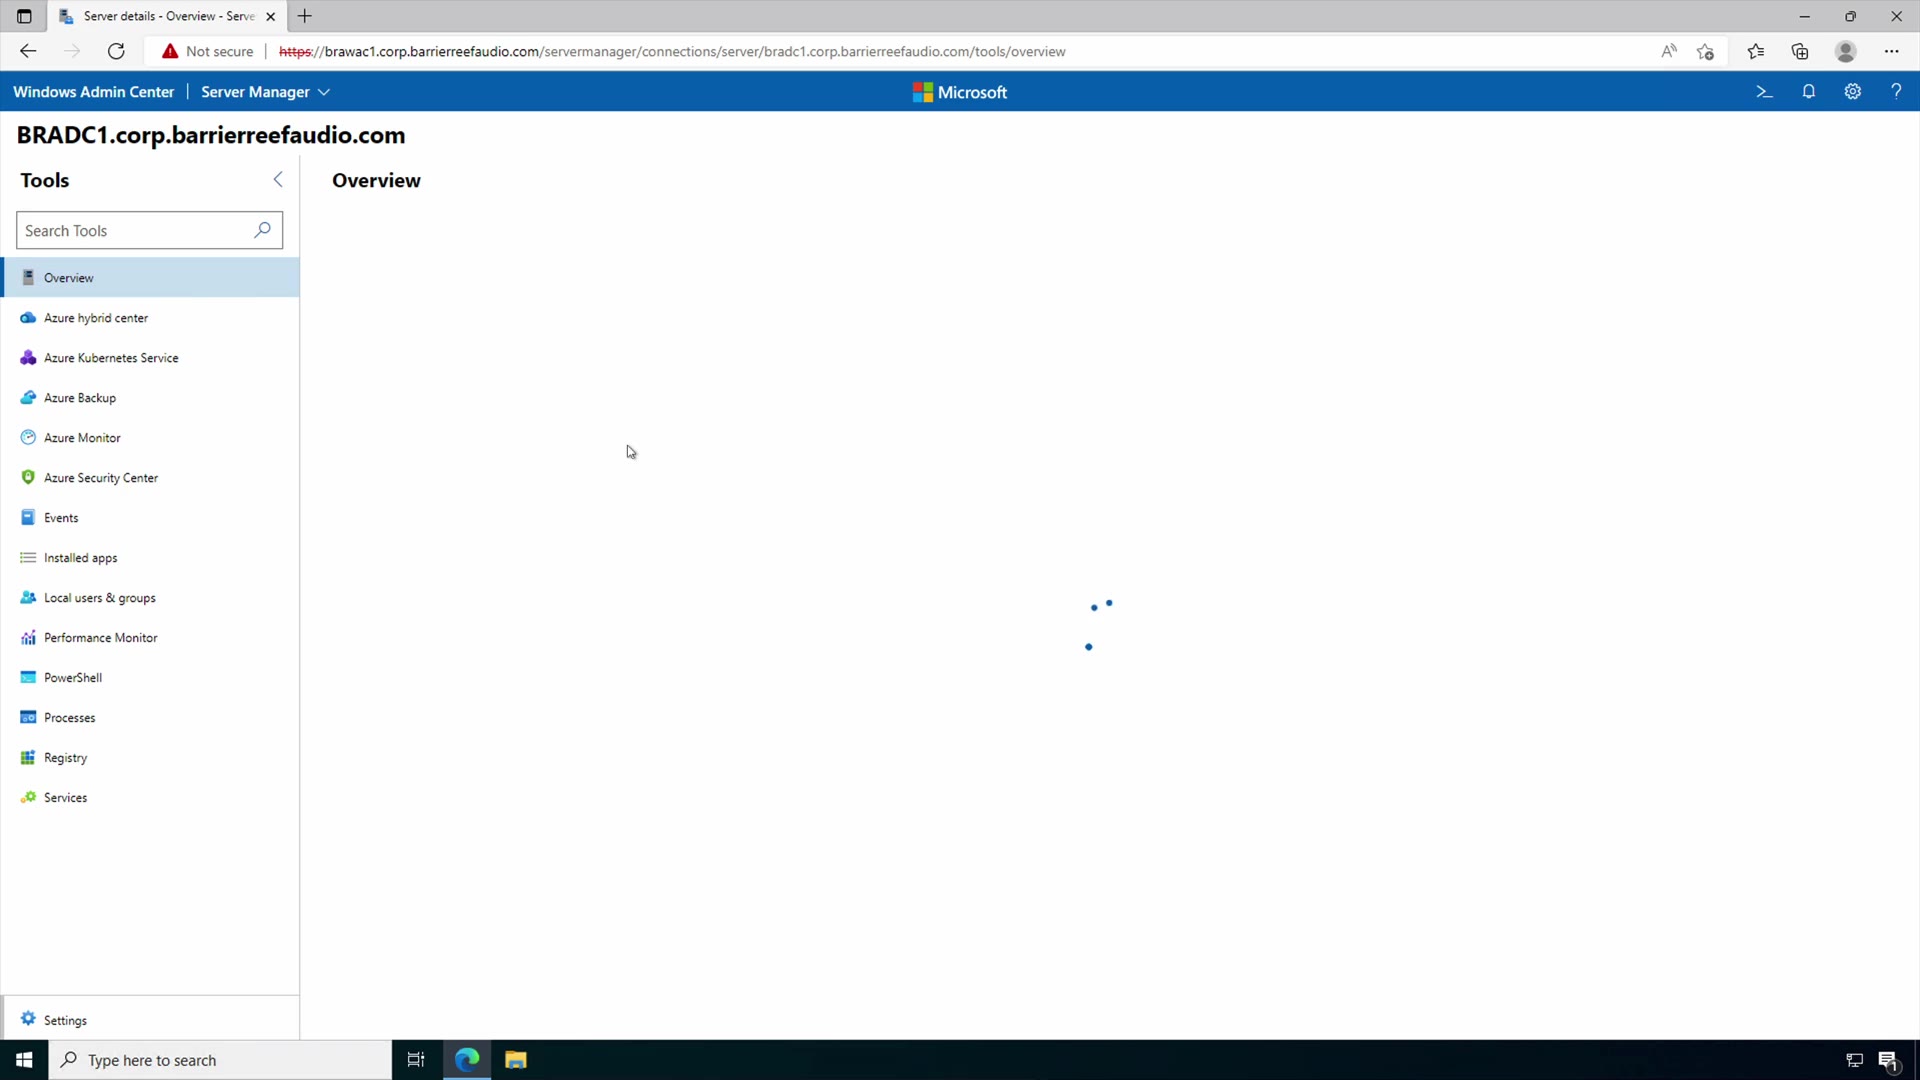 Server details - Overview - Serve
Not secure
https://brawac1.corp.barrierreefaudio.com/servermanager/connections/server/bradc1.corp.barrierreefaudio.com/tools/overview
Windows Admin Center
Server Manager
Microsoft
BRADC1.corp.barrierreefaudio.com
Tools
Overview
Search Tools
Overview
Azure hybrid center
Azure Kubernetes Service
Azure Backup
Azure Monitor
Azure Security Center
Events
Installed apps
Local users & groups
Performance Monitor
PowerShell
Processes
Registry
Services
Settings
Type here to search
1